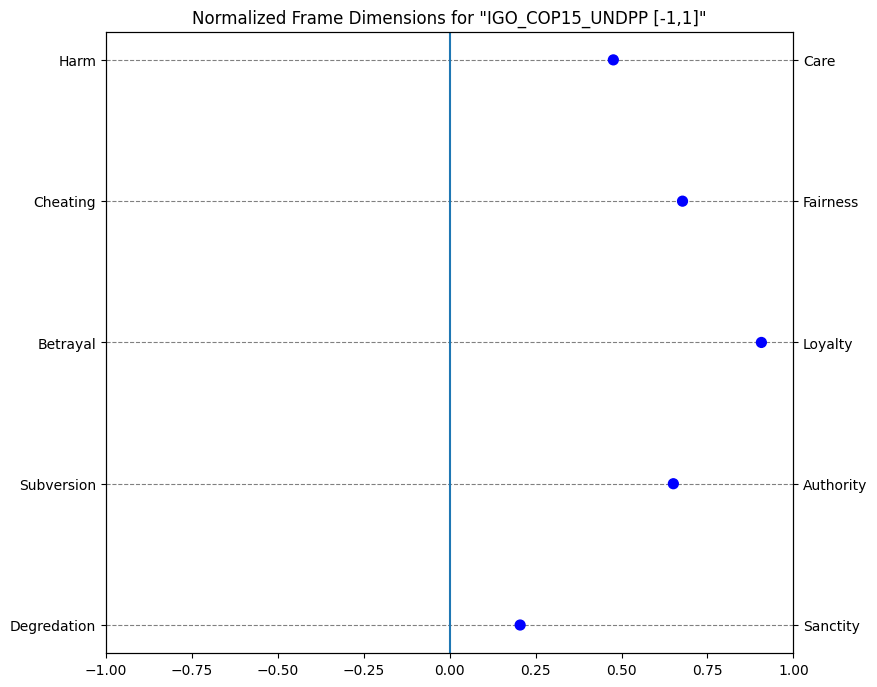 Normalized Frame Dimensions for "IGO_COP15_UNDPP [-1,1]"
Harm
Care
Cheating
Fairness
Betrayal
Loyalty
Subversion
Authority
Degredation
Sanctity
−1.00 −0.75 −0.50 −0.25 0.00 0.25 0.50 0.75 1.00